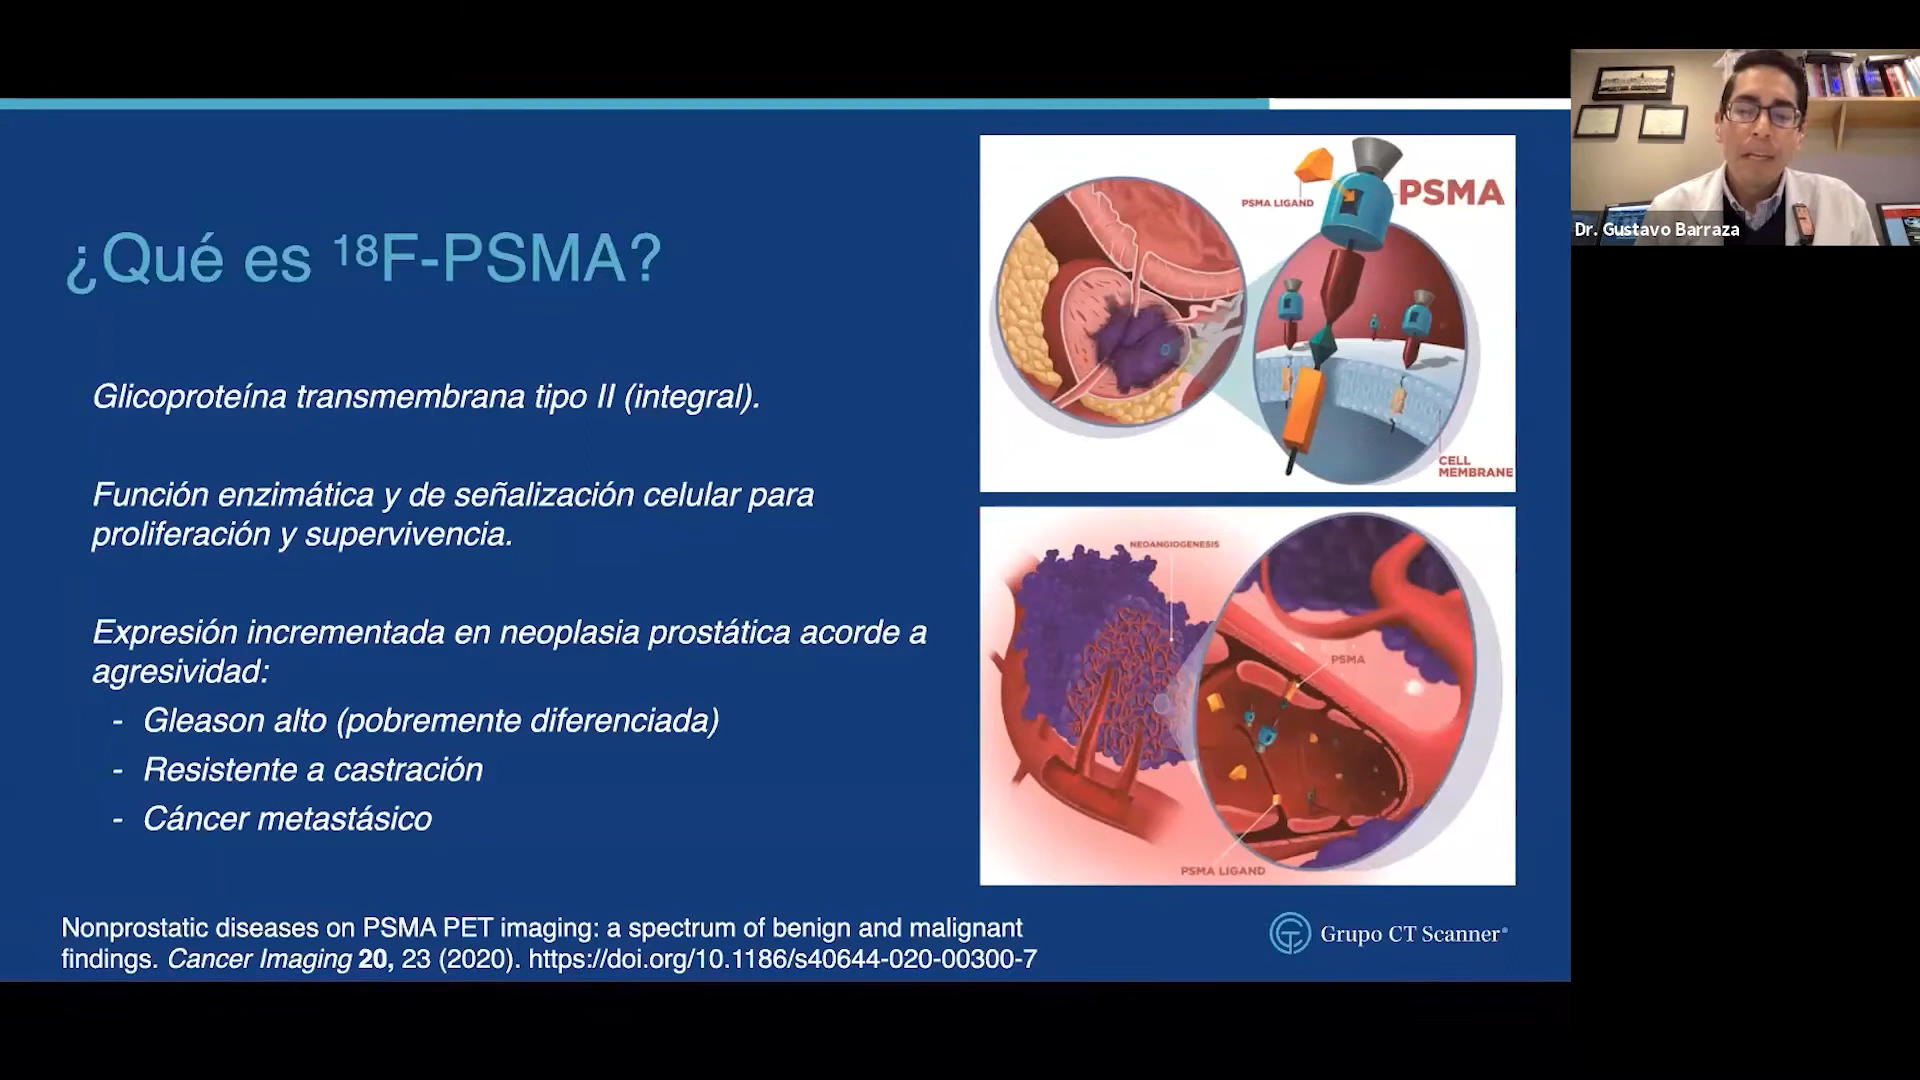 ¿Qué es ¹⁸F-PSMA?
Glicoproteína transmembrana tipo II (integral).
Función enzimática y de señalización celular para
proliferación y supervivencia.
Expresión incrementada en neoplasia prostática acorde a
agresividad:
- Gleason alto (pobremente diferenciada)
- Resistente a castración
- Cáncer metastásico
Nonprostatic diseases on PSMA PET imaging: a spectrum of benign and malignant
findings. Cancer Imaging 20, 23 (2020). https://doi.org/10.1186/s40644-020-00300-7
PSMA LIGAND
PSMA
CELL
MEMBRANE
NEOANGIOGENESIS
PSMA
PSMA LIGAND
Grupo CT Scanner®
Dr. Gustavo Barraza